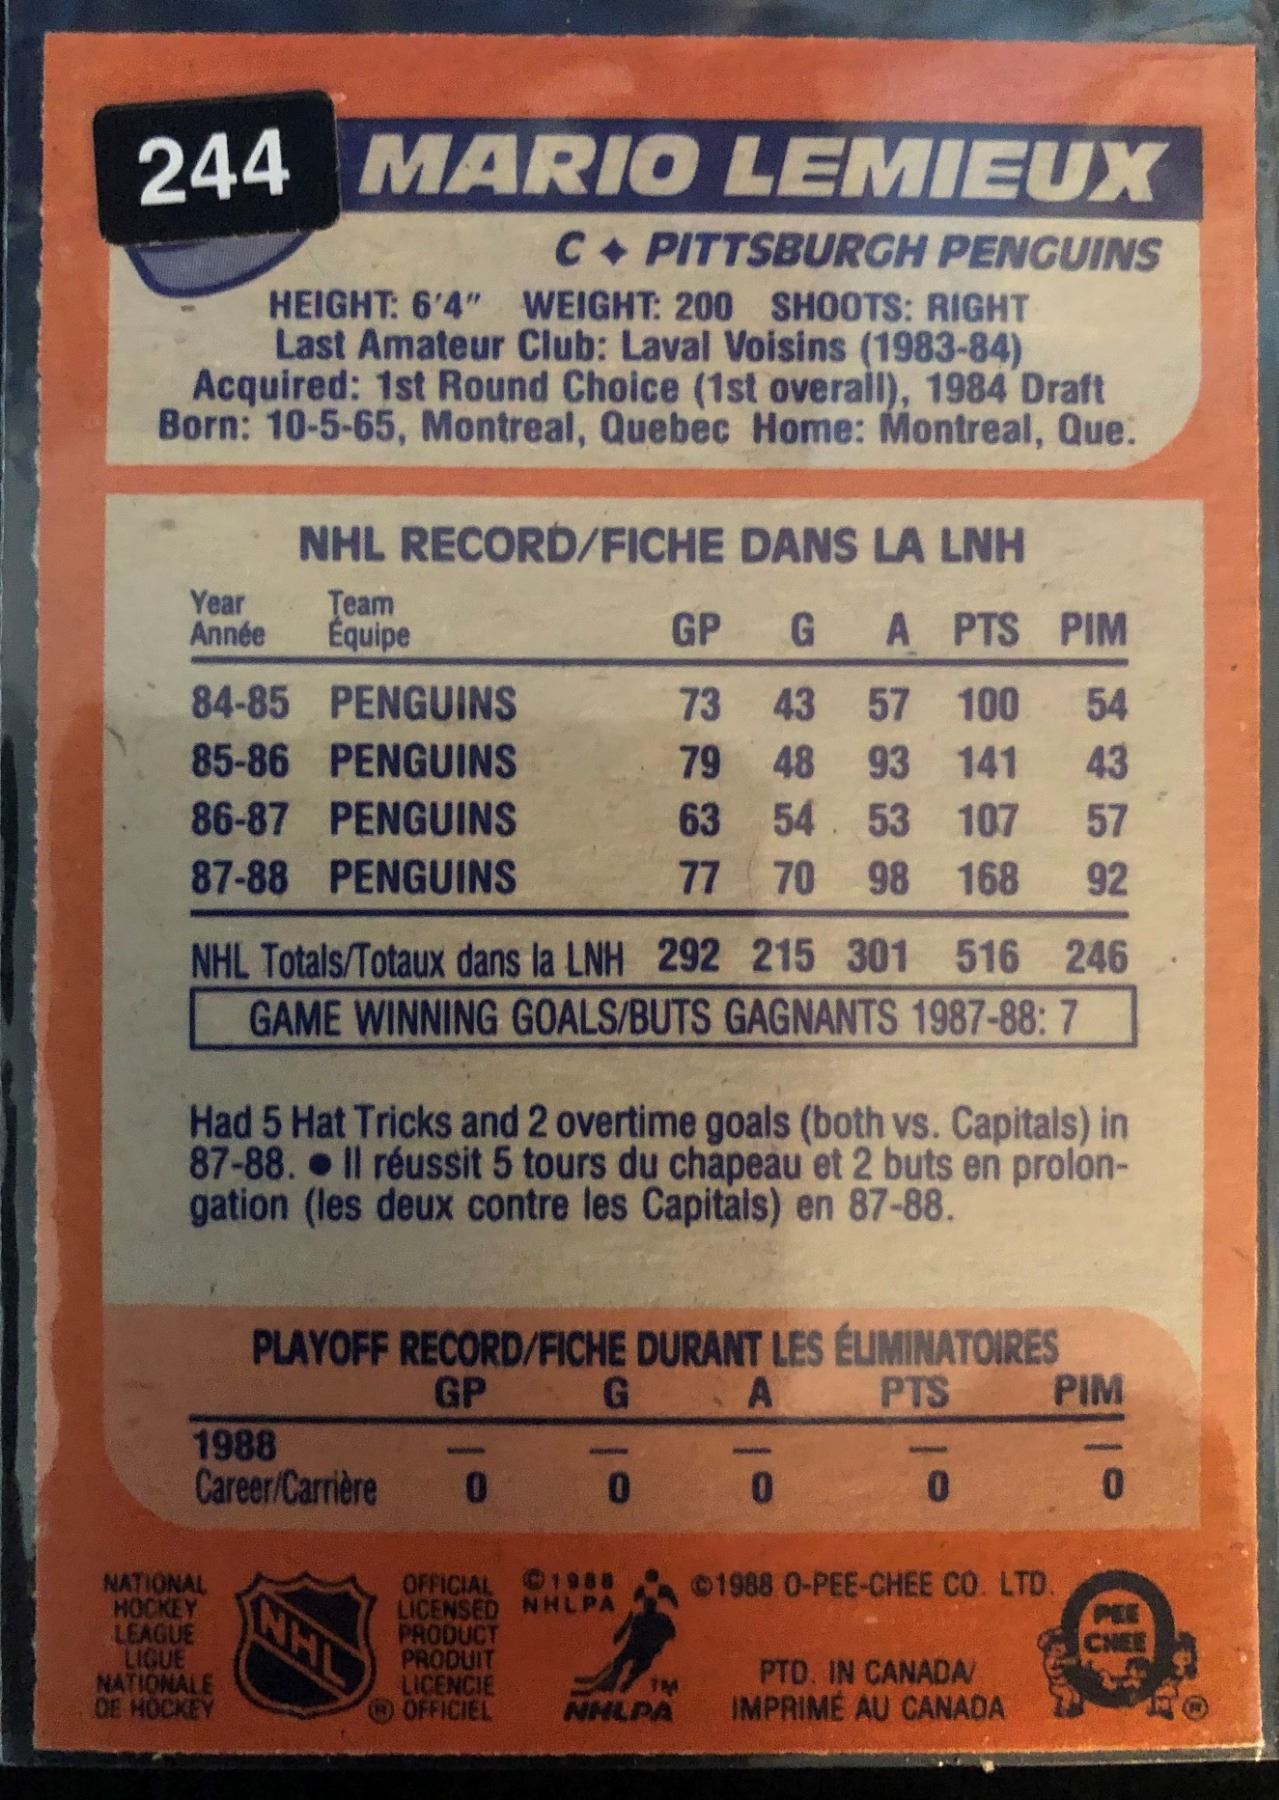 244
MARIO LEMIEUX
C ✦ PITTSBURGH PENGUINS
HEIGHT: 6'4" WEIGHT: 200 SHOOTS: RIGHT
Last Amateur Club: Laval Voisins (1983-84)
Acquired: 1st Round Choice (1st overall), 1984 Draft
Born: 10-5-65, Montreal, Quebec Home: Montreal, Que.
NHL RECORD/FICHE DANS LA LNH
Year Team
Année Équipe GP G A PTS PIM
84-85 PENGUINS 73 43 57 100 54
85-86 PENGUINS 79 48 93 141 43
86-87 PENGUINS 63 54 53 107 57
87-88 PENGUINS 77 70 98 168 92
NHL Totals/Totaux dans la LNH 292 215 301 516 246
GAME WINNING GOALS/BUTS GAGNANTS 1987-88: 7
Had 5 Hat Tricks and 2 overtime goals (both vs. Capitals) in
87-88. ● Il réussit 5 tours du chapeau et 2 buts en prolon-
gation (les deux contre les Capitals) en 87-88.
PLAYOFF RECORD/FICHE DURANT LES ÉLIMINATOIRES
GP G A PTS PIM
1988 — — — — —
Career/Carrière 0 0 0 0 0
NATIONAL
HOCKEY
LEAGUE
LIGUE
NATIONALE
DE HOCKEY
NHL
®
OFFICIAL
LICENSED
PRODUCT
PRODUIT
LICENCIE
OFFICIEL
©1988
NHLPA
TM
NHLPA
©1988 O-PEE-CHEE CO. LTD.
PTD. IN CANADA/
IMPRIMÉ AU CANADA
PEE
CHEE
®